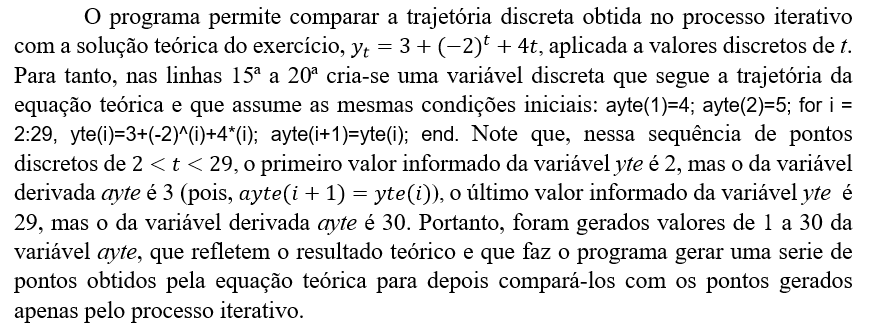 O programa permite comparar a trajetória discreta obtida no processo iterativo
com a solução teórica do exercício, 𝑦ₜ = 3 + (−2)ᵗ + 4𝑡, aplicada a valores discretos de t.
Para tanto, nas linhas 15ª a 20ª cria-se uma variável discreta que segue a trajetória da
equação teórica e que assume as mesmas condições iniciais: ayte(1)=4; ayte(2)=5; for i =
2:29, yte(i)=3+(-2)^(i)+4*(i); ayte(i+1)=yte(i); end. Note que, nessa sequência de pontos
discretos de 2 < 𝑡 < 29, o primeiro valor informado da variável yte é 2, mas o da variável
derivada ayte é 3 (pois, 𝑎𝑦𝑡𝑒(𝑖 + 1) = 𝑦𝑡𝑒(𝑖)), o último valor informado da variável yte é
29, mas o da variável derivada ayte é 30. Portanto, foram gerados valores de 1 a 30 da
variável ayte, que refletem o resultado teórico e que faz o programa gerar uma serie de
pontos obtidos pela equação teórica para depois compará-los com os pontos gerados
apenas pelo processo iterativo.